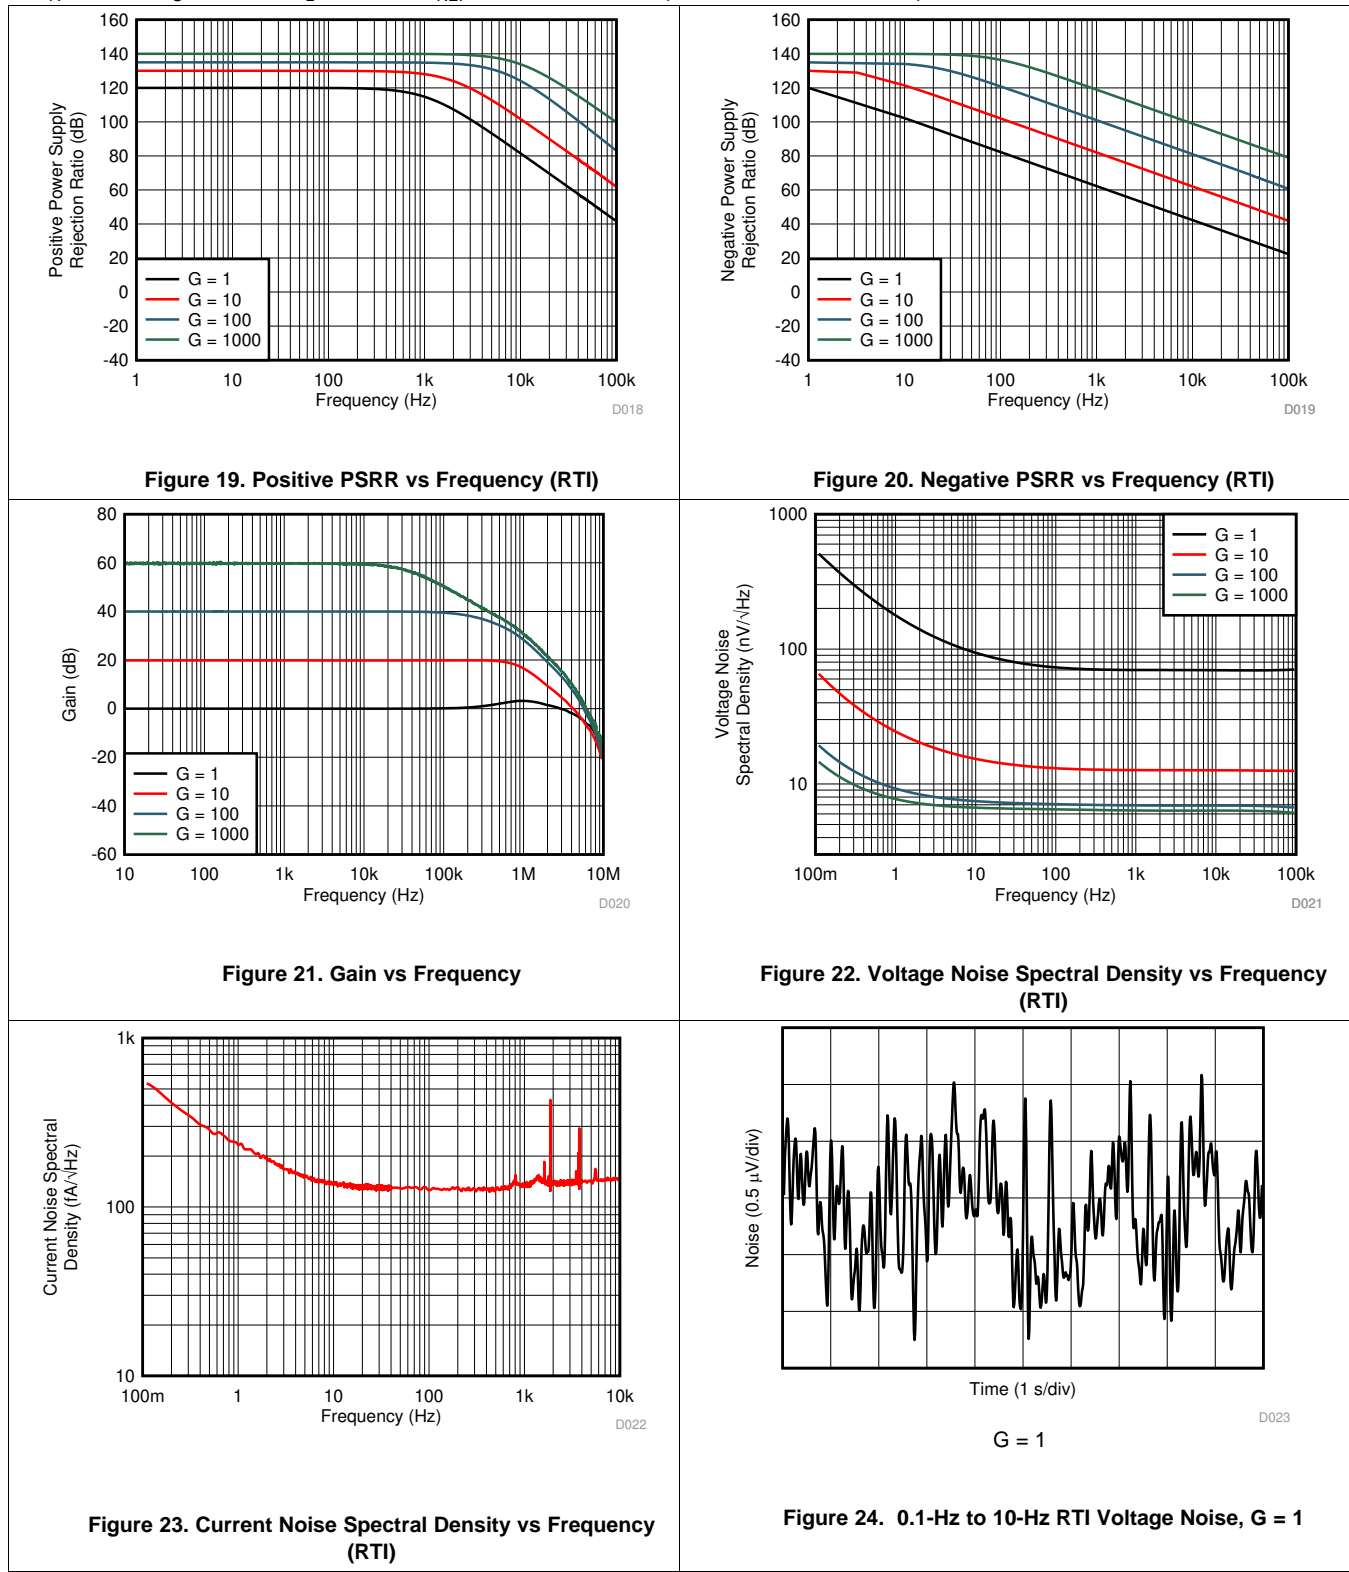 160
140
120
100
80
60
40
20
0
-20
-40
Positive Power Supply
Rejection Ratio (dB)
G = 1
G = 10
G = 100
G = 1000
1 10 100 1k 10k 100k
Frequency (Hz)
D018
Figure 19. Positive PSRR vs Frequency (RTI)
160
140
120
100
80
60
40
20
0
-20
-40
Negative Power Supply
Rejection Ratio (dB)
G = 1
G = 10
G = 100
G = 1000
1 10 100 1k 10k 100k
Frequency (Hz)
D019
Figure 20. Negative PSRR vs Frequency (RTI)
80
60
40
20
0
-20
-40
-60
Gain (dB)
G = 1
G = 10
G = 100
G = 1000
10 100 1k 10k 100k 1M 10M
Frequency (Hz)
D020
Figure 21. Gain vs Frequency
1000
100
10
Voltage Noise
Spectral Density (nV/√Hz)
G = 1
G = 10
G = 100
G = 1000
100m 1 10 100 1k 10k 100k
Frequency (Hz)
D021
Figure 22. Voltage Noise Spectral Density vs Frequency
(RTI)
1k
100
10
Current Noise Spectral
Density (fA/√Hz)
100m 1 10 100 1k 10k
Frequency (Hz)
D022
Figure 23. Current Noise Spectral Density vs Frequency
(RTI)
Noise (0.5 μV/div)
Time (1 s/div)
D023
G = 1
Figure 24. 0.1-Hz to 10-Hz RTI Voltage Noise, G = 1